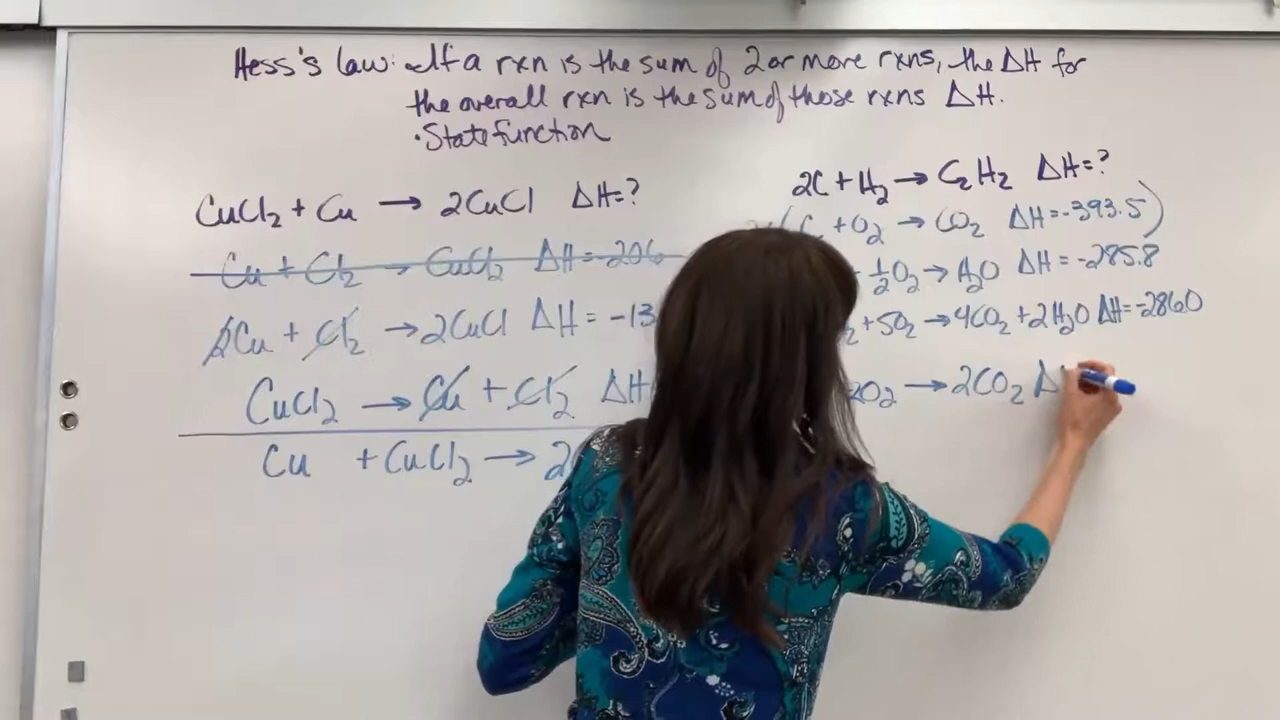 Hess's law: If a rxn is the sum of 2 or more rxns, the ΔH for
the overall rxn is the sum of those rxns ΔH.
• State function
CuCl₂ + Cu → 2CuCl ΔH=?
Cu + Cl₂ → CuCl₂ ΔH = -206
2Cu + Cl₂ → 2CuCl ΔH = -13
CuCl₂ → Cu + Cl₂ ΔH
Cu + CuCl₂ → 2
2C + H₂ → C₂H₂ ΔH=?
C + O₂ → CO₂ ΔH = -393.5)
½O₂ → H₂O ΔH = -285.8
+ 5O₂ → 4CO₂ + 2H₂O ΔH = -2860
2O₂ → 2CO₂ Δ